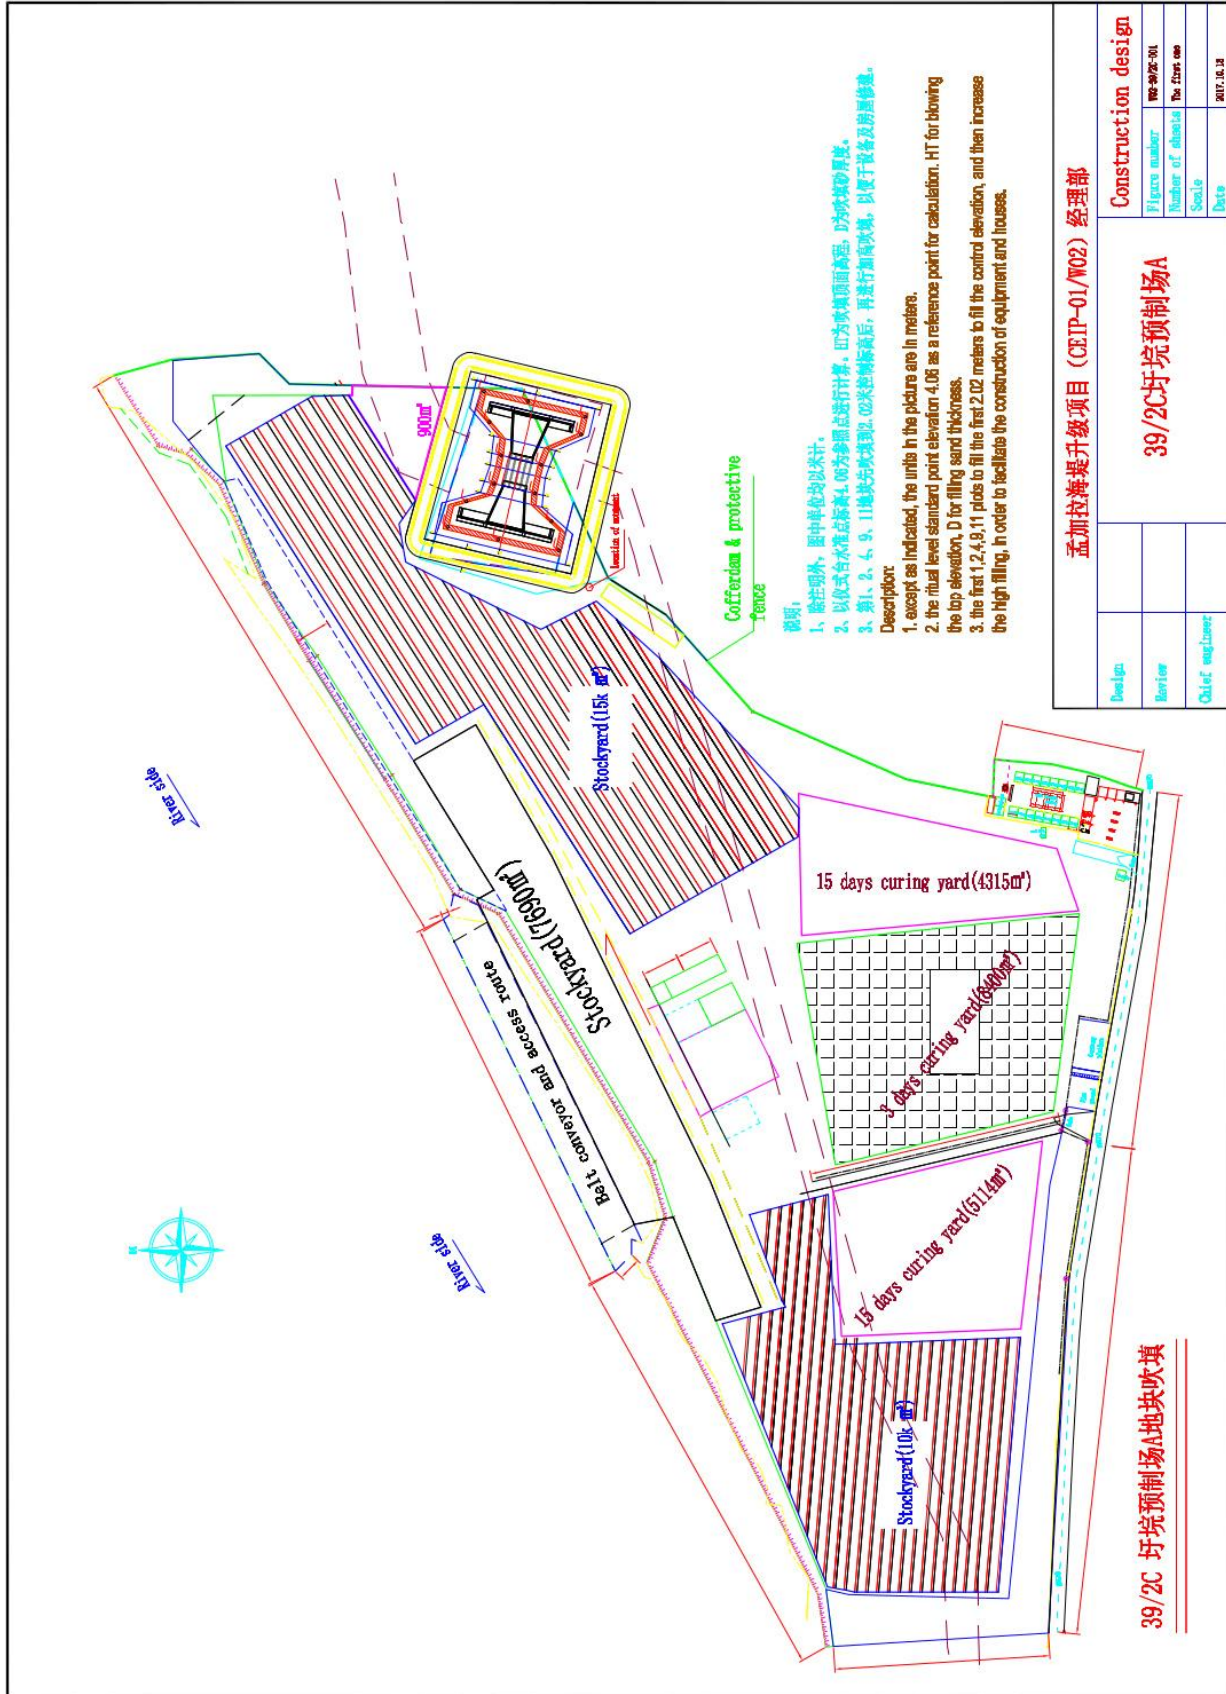 River side
River side
Belt conveyor and access route
Stockyard(7690㎡)
Stockyard(15k ㎡)
Stockyard(10k ㎡)
900㎡
15 days curing yard(4315㎡)
3 days curing yard(8400㎡)
15 days curing yard(5114㎡)
Cofferdam & protective
fence
说明:
1、除注明外，图中单位均以米计。
2、以仪式台水准点标高4.06为参照点进行计算。HT为吹填顶面高程，D为吹填砂厚度。
3、第1、2、4、9、11地块先吹填到2.02米控制标高后，再进行加高吹填，以便于设备及房屋修建。
Description:
1. except as indicated, the units in the picture are in meters.
2. the ritual level standard point elevation 4.06 as a reference point for calculation. HT for blowing
the top elevation, D for filling sand thickness.
3. the first 1,2,4,9,11 plots to fill the first 2.02 meters to fill the control elevation, and then increase
the high filling, in order to facilitate the construction of equipment and houses.
孟加拉海堤升级项目（CEIP-01/W02）经理部
Design
Review
Chief engineer
39/2C圩垸预制场A
Construction design
Figure number
W02-39/2C-001
Number of sheets
The first one
Scale
Date
2017.10.18
39/2C 圩垸预制场A地块吹填